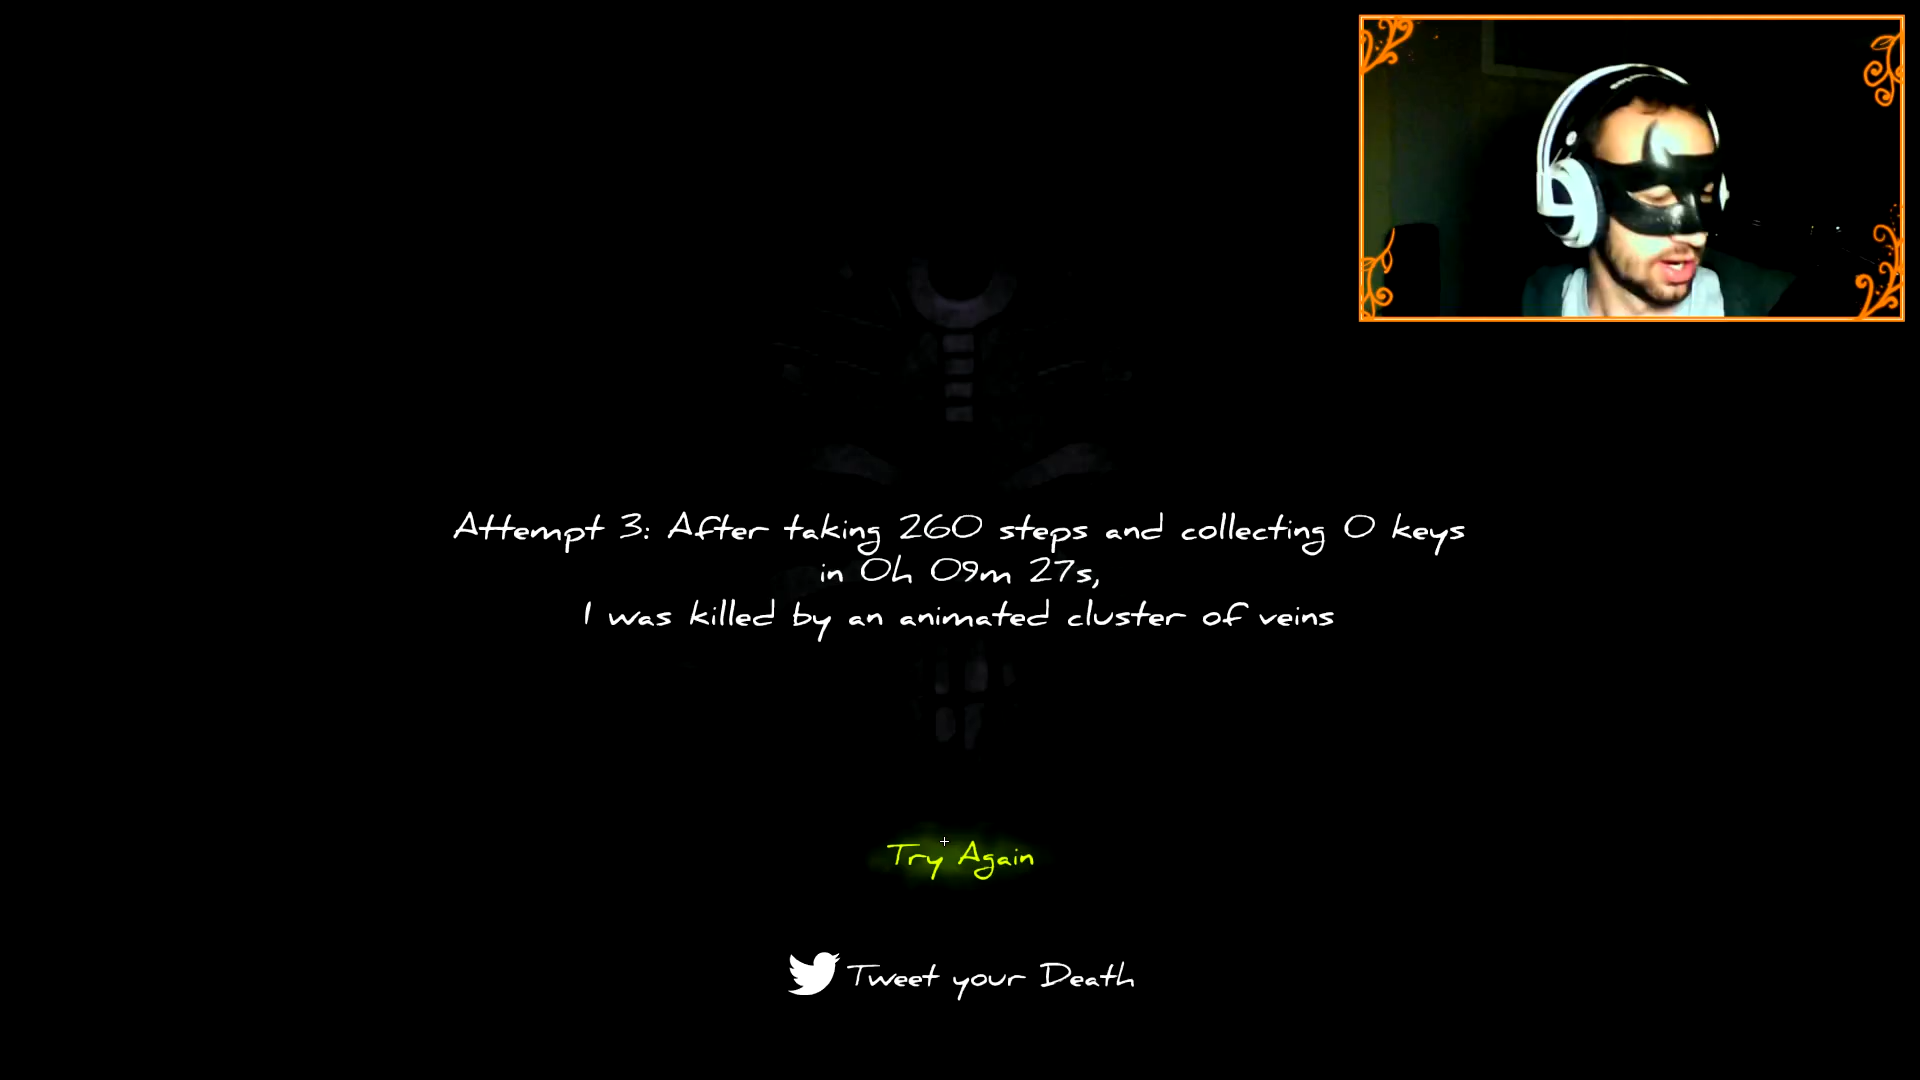 Attempt 3: After taking 260 steps and collecting 0 keys
in 0h 09m 27s,
I was killed by an animated cluster of veins
Try Again
Tweet your Death